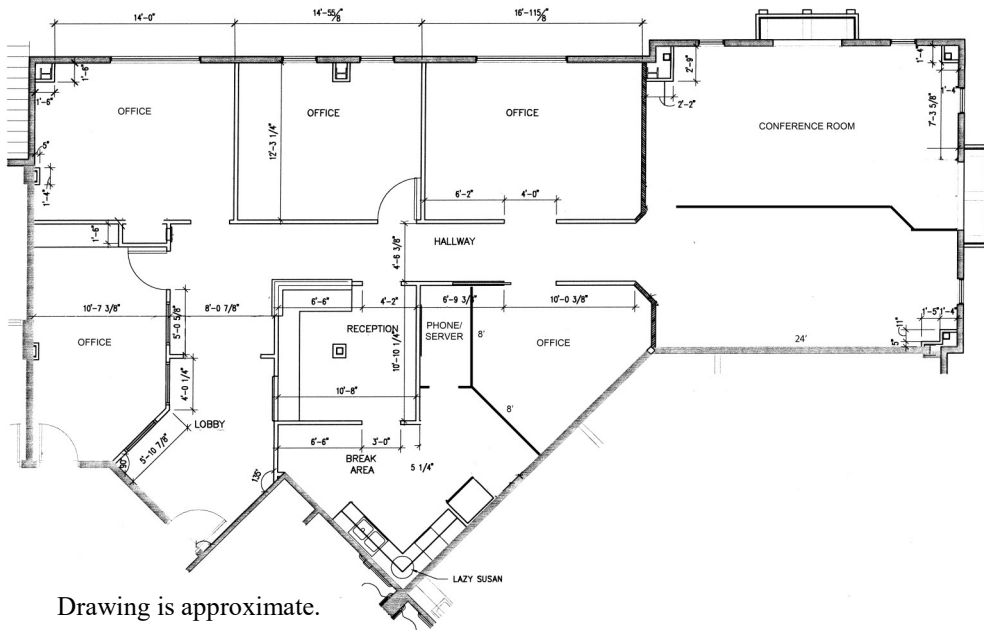 14'-0"
14'-55/8"
16'-115/8"
1'-6"
1'-6"
2'-9"
1'-4"
1'-4"
2'-2"
7'-3 5/8"
OFFICE
OFFICE
OFFICE
CONFERENCE ROOM
12'-3 1/4"
5"
1'-4"
6'-2"
4'-0"
1'-6"
HALLWAY
4'-6 3/8"
10'-7 3/8"
8'-0 7/8"
5'-0 5/8"
6'-6"
4'-2"
6'-9 3/8"
10'-0 3/8"
RECEPTION
PHONE/
SERVER
8'
OFFICE
OFFICE
10'-10 1/4"
24'
1'-5"
1'-4"
11"
5"
4'-0 1/4"
10'-8"
8'
LOBBY
5'-10 7/8"
90°
135°
6'-6"
3'-0"
5 1/4"
BREAK
AREA
LAZY SUSAN
Drawing is approximate.